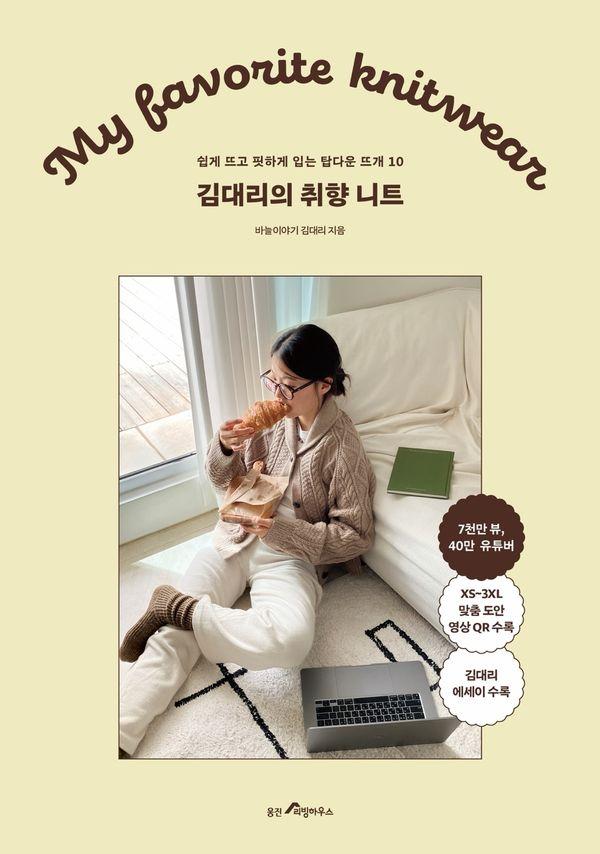 My favorite knitwear
쉽게 뜨고 핏하게 입는 탑다운 뜨개 10
김대리의 취향 니트
바늘이야기 김대리 지음
7천만 뷰,
40만 유튜버
XS~3XL
맞춤 도안
영상 QR 수록
김대리
에세이 수록
웅진 리빙하우스